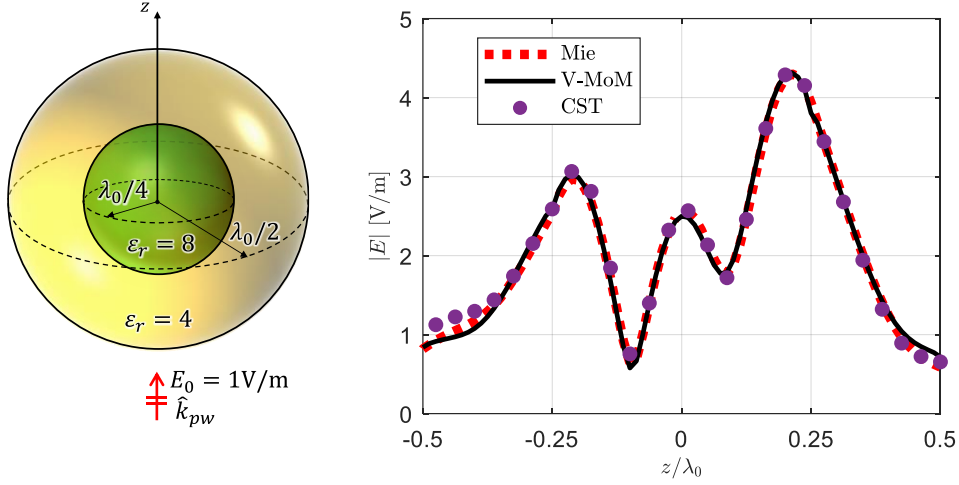 z
λ₀/4
λ₀/2
εᵣ = 8
εᵣ = 4
E₀ = 1V/m
k̂ₚw
5
4
3
2
1
0
|E| [V/m]
Mie
V-MoM
CST
-0.5
-0.25
0
0.25
0.5
z/λ₀